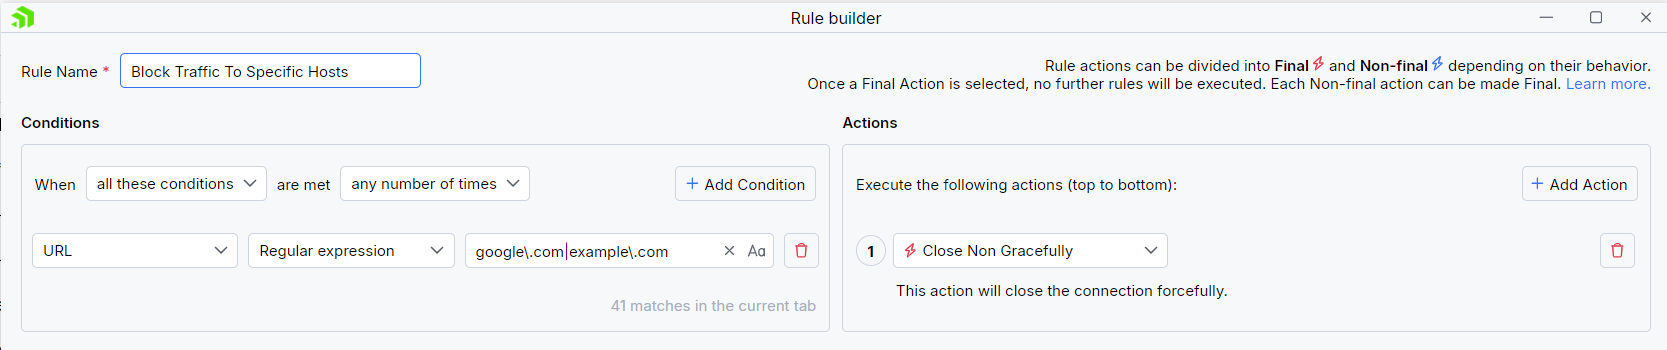 Rule builder
Rule Name *
Block Traffic To Specific Hosts
Rule actions can be divided into Final and Non-final depending on their behavior.
Once a Final Action is selected, no further rules will be executed. Each Non-final action can be made Final. Learn more.
Conditions
When all these conditions are met any number of times + Add Condition
URL Regular expression google\.com|example\.com Aa
41 matches in the current tab
Actions
Execute the following actions (top to bottom): + Add Action
1 Close Non Gracefully
This action will close the connection forcefully.